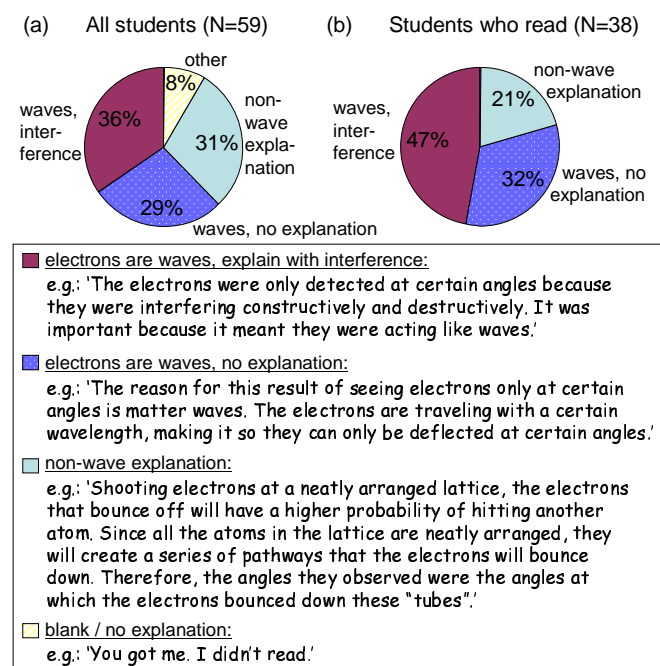 (a) All students (N=59)
(b) Students who read (N=38)
other
8%
waves,
inter-
ference
36%
non-
wave
expla-
nation
31%
29%
waves, no explanation
non-wave
explanation
21%
waves,
inter-
ference
47%
waves, no
explanation
32%
electrons are waves, explain with interference:
e.g.: 'The electrons were only detected at certain angles because
they were interfering constructively and destructively. It was
important because it meant they were acting like waves.'
electrons are waves, no explanation:
e.g.: 'The reason for this result of seeing electrons only at certain
angles is matter waves. The electrons are traveling with a certain
wavelength, making it so they can only be deflected at certain angles.'
non-wave explanation:
e.g.: 'Shooting electrons at a neatly arranged lattice, the electrons
that bounce off will have a higher probability of hitting another
atom. Since all the atoms in the lattice are neatly arranged, they
will create a series of pathways that the electrons will bounce
down. Therefore, the angles they observed were the angles at
which the electrons bounced down these “tubes”.'
blank / no explanation:
e.g.: 'You got me. I didn't read.'